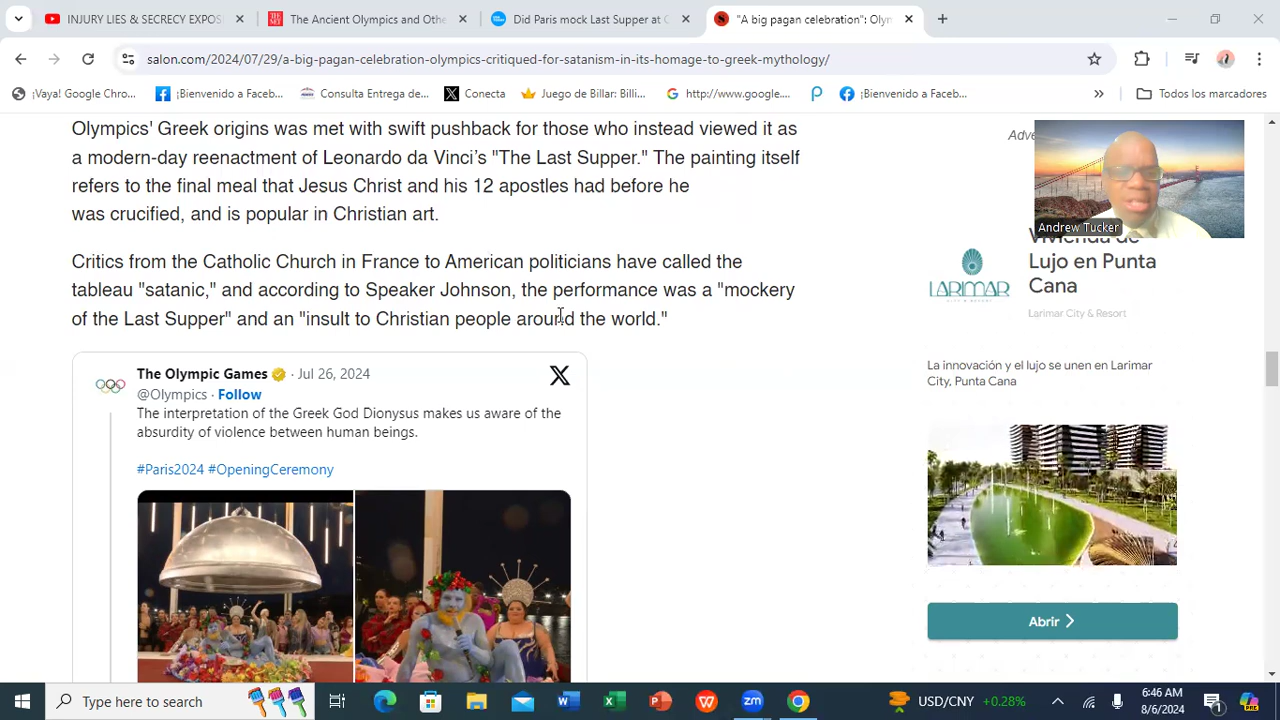 INJURY LIES & SECRECY EXPOS
The Ancient Olympics and Othe
Did Paris mock Last Supper at O
"A big pagan celebration": Olym
salon.com/2024/07/29/a-big-pagan-celebration-olympics-critiqued-for-satanism-in-its-homage-to-greek-mythology/
¡Vaya! Google Chro...
¡Bienvenido a Faceb...
Consulta Entrega de...
Conecta
Juego de Billar: Billi...
http://www.google....
¡Bienvenido a Faceb...
Todos los marcadores
Olympics' Greek origins was met with swift pushback for those who instead viewed it as
a modern-day reenactment of Leonardo da Vinci's "The Last Supper." The painting itself
refers to the final meal that Jesus Christ and his 12 apostles had before he
was crucified, and is popular in Christian art.
Critics from the Catholic Church in France to American politicians have called the
tableau "satanic," and according to Speaker Johnson, the performance was a "mockery
of the Last Supper" and an "insult to Christian people around the world."
The Olympic Games · Jul 26, 2024
@Olympics · Follow
The interpretation of the Greek God Dionysus makes us aware of the
absurdity of violence between human beings.
#Paris2024 #OpeningCeremony
Andrew Tucker
LARIMAR
Vivienda de
Lujo en Punta
Cana
Larimar City & Resort
La innovación y el lujo se unen en Larimar
City, Punta Cana
Abrir
Type here to search
zm
USD/CNY +0.28%
6:46 AM
8/6/2024